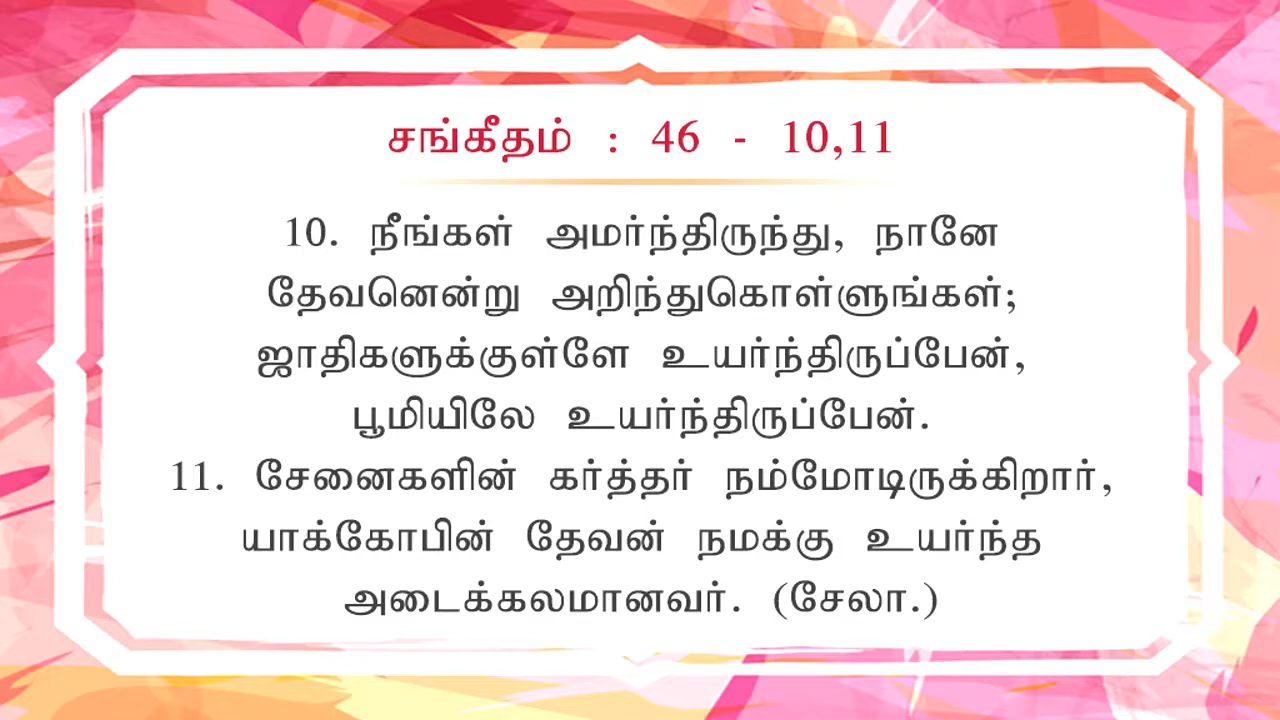 சங்கீதம் : 46 - 10,11
10. நீங்கள் அமர்ந்திருந்து, நானே
தேவனென்று அறிந்துகொள்ளுங்கள்;
ஜாதிகளுக்குள்ளே உயர்ந்திருப்பேன்,
பூமியிலே உயர்ந்திருப்பேன்.
11. சேனைகளின் கர்த்தர் நம்மோடிருக்கிறார்,
யாக்கோபின் தேவன் நமக்கு உயர்ந்த
அடைக்கலமானவர். (சேலா.)